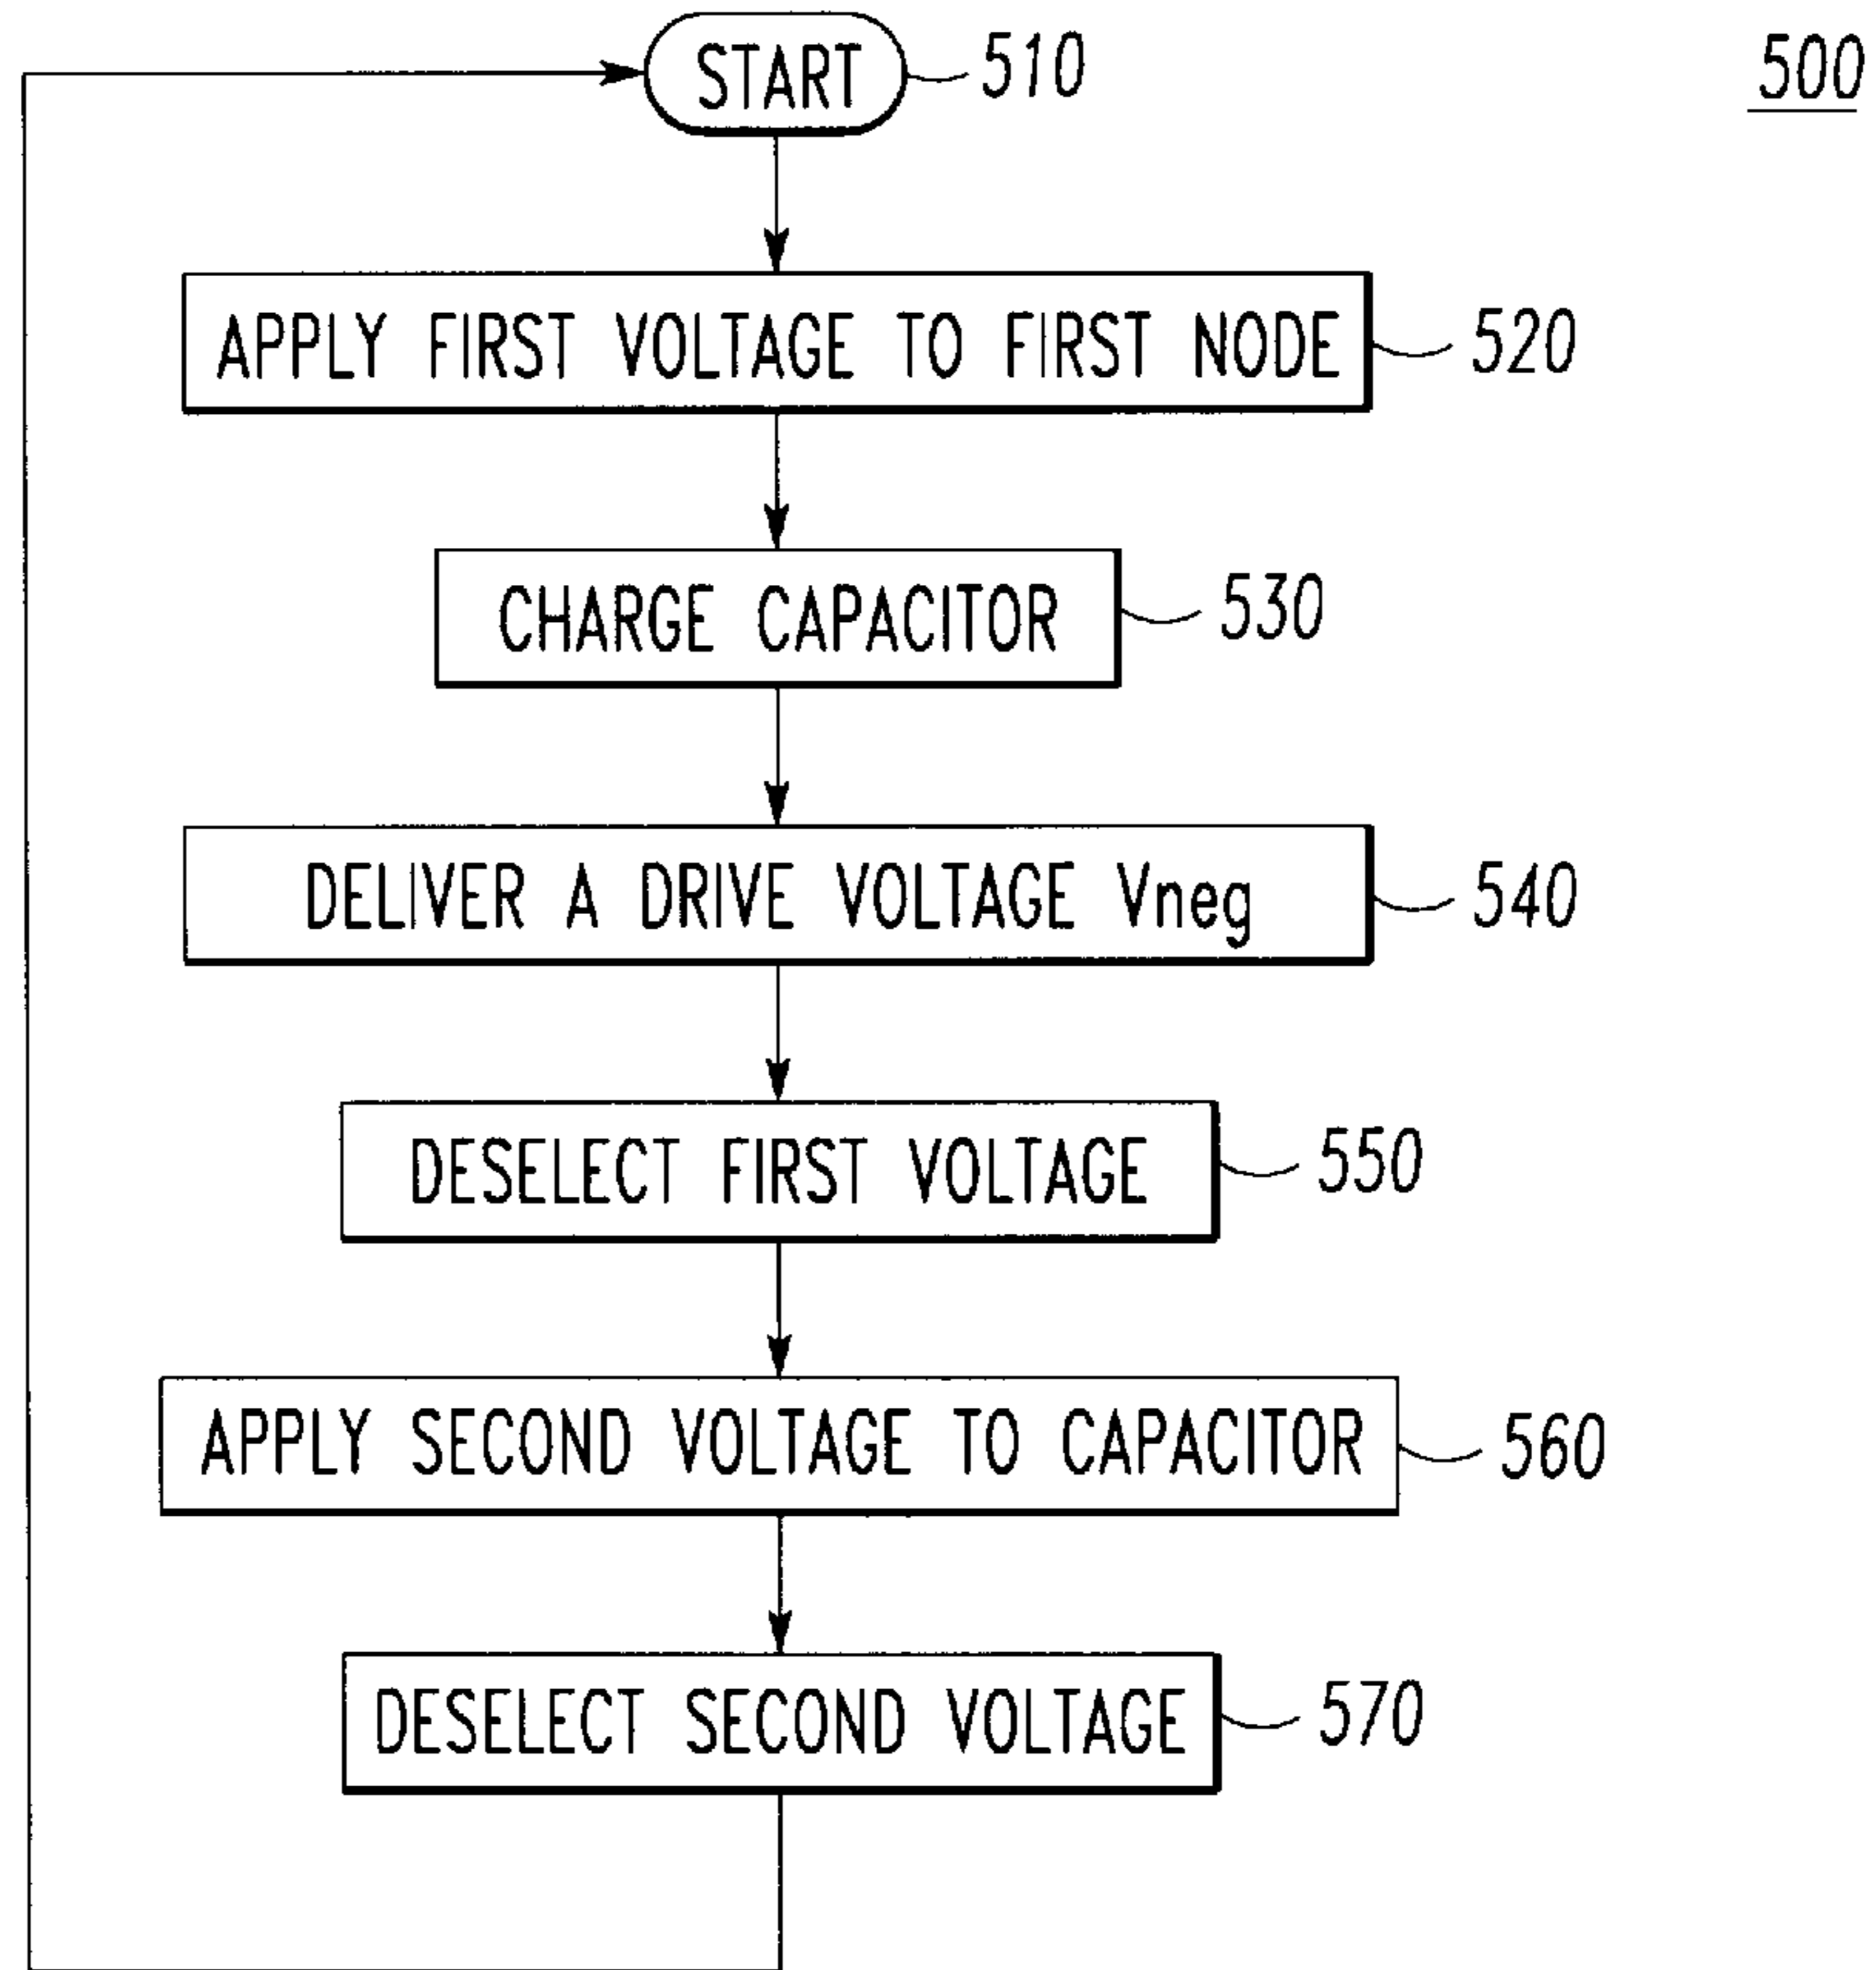 START 510
500
APPLY FIRST VOLTAGE TO FIRST NODE 520
CHARGE CAPACITOR 530
DELIVER A DRIVE VOLTAGE Vneg 540
DESELECT FIRST VOLTAGE 550
APPLY SECOND VOLTAGE TO CAPACITOR 560
DESELECT SECOND VOLTAGE 570